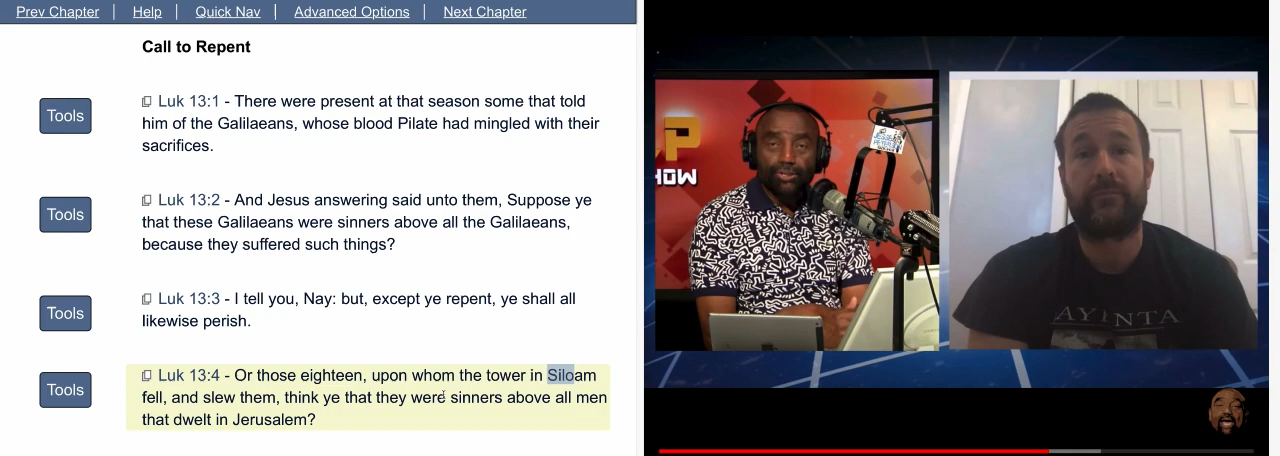 Prev Chapter | Help | Quick Nav | Advanced Options | Next Chapter
Call to Repent
Tools
Luk 13:1 - There were present at that season some that told
him of the Galilaeans, whose blood Pilate had mingled with their
sacrifices.
Tools
Luk 13:2 - And Jesus answering said unto them, Suppose ye
that these Galilaeans were sinners above all the Galilaeans,
because they suffered such things?
Tools
Luk 13:3 - I tell you, Nay: but, except ye repent, ye shall all
likewise perish.
Tools
Luk 13:4 - Or those eighteen, upon whom the tower in Siloam
fell, and slew them, think ye that they were sinners above all men
that dwelt in Jerusalem?
P
HOW
JESSE
AYINTA